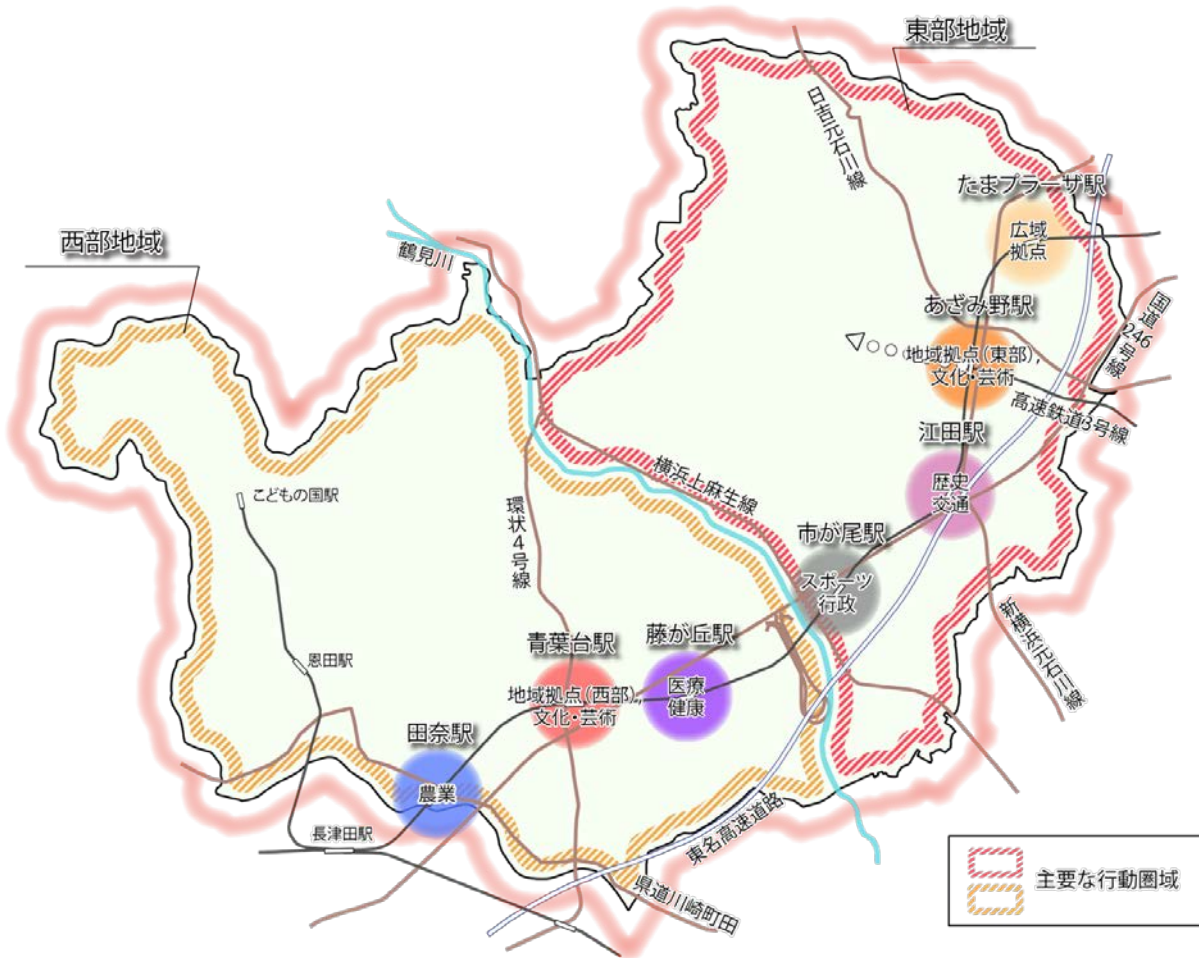 東部地域
日吉元石川線
たまプラーザ駅
広域
拠点
西部地域
鶴見川
あざみ野駅
国道246号線
地域拠点(東部),
文化・芸術
高速鉄道3号線
江田駅
歴史
交通
横浜上麻生線
こどもの国駅
環状4号線
市が尾駅
スポーツ
行政
新横浜元石川線
青葉台駅
藤が丘駅
恩田駅
地域拠点(西部),
文化・芸術
医療
健康
田奈駅
農業
長津田駅
東名高速道路
県道川崎町田
主要な行動圏域